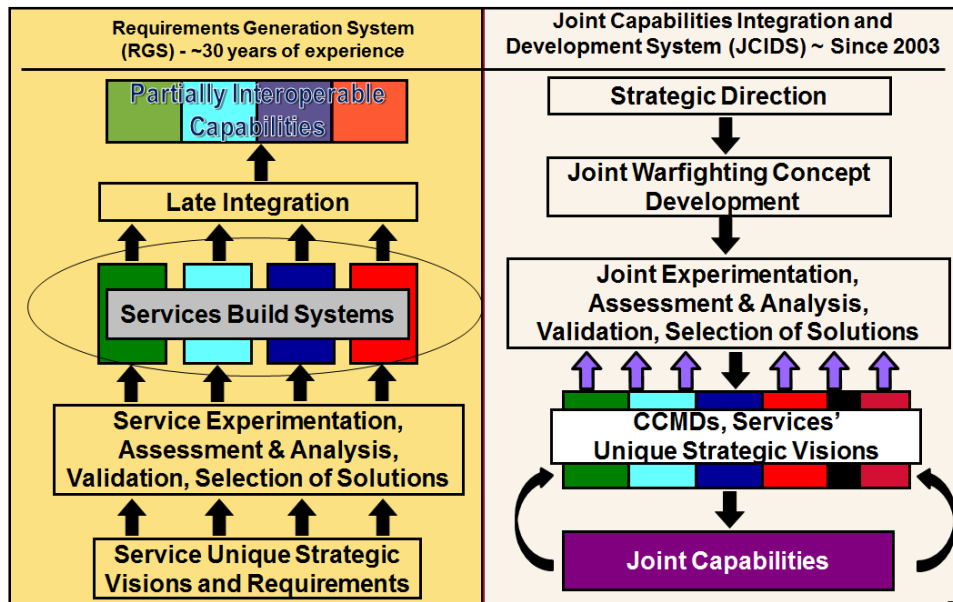 Requirements Generation System
(RGS) - ~30 years of experience
Partially Interoperable
Capabilities
Late Integration
Services Build Systems
Service Experimentation,
Assessment & Analysis,
Validation, Selection of Solutions
Service Unique Strategic
Visions and Requirements
Joint Capabilities Integration and
Development System (JCIDS) ~ Since 2003
Strategic Direction
Joint Warfighting Concept
Development
Joint Experimentation,
Assessment & Analysis,
Validation, Selection of Solutions
CCMDs, Services’
Unique Strategic Visions
Joint Capabilities